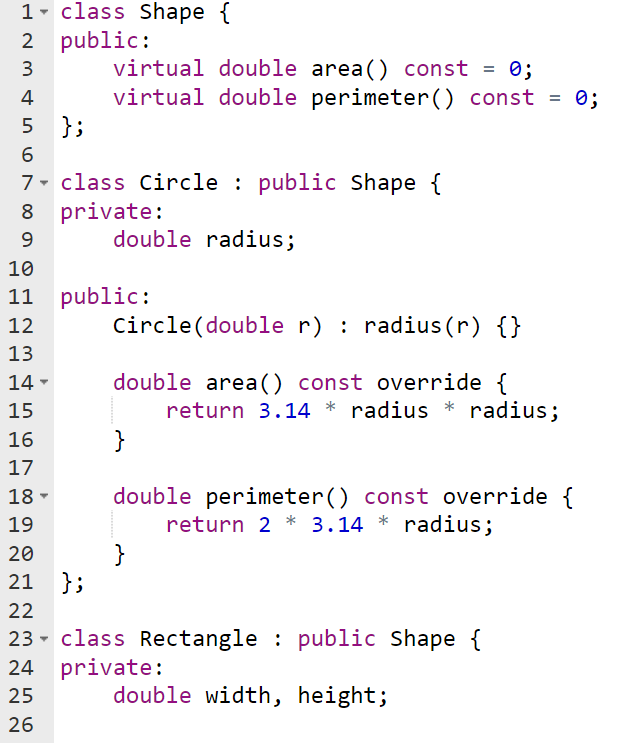 1 class Shape {
2 public:
3     virtual double area() const = 0;
4     virtual double perimeter() const = 0;
5 };
6
7 class Circle : public Shape {
8 private:
9     double radius;
10
11 public:
12     Circle(double r) : radius(r) {}
13
14     double area() const override {
15         return 3.14 * radius * radius;
16     }
17
18     double perimeter() const override {
19         return 2 * 3.14 * radius;
20     }
21 };
22
23 class Rectangle : public Shape {
24 private:
25     double width, height;
26